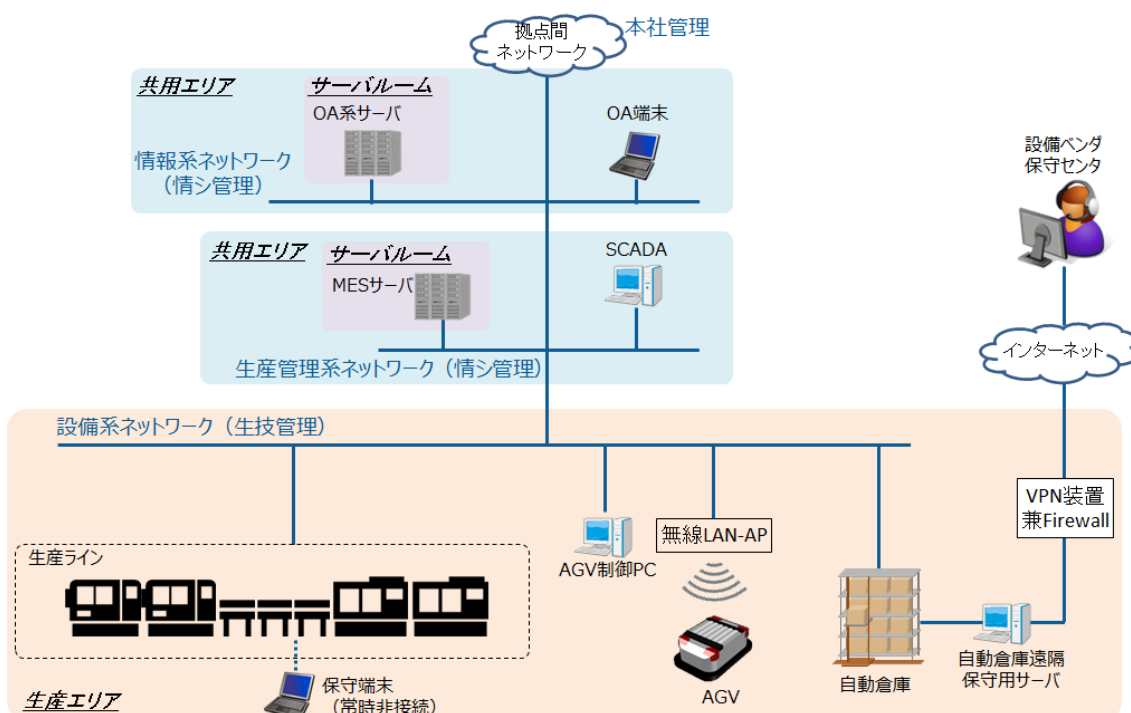 拠点間
ネットワーク
本社管理
共用エリア
サーバルーム
OA系サーバ
OA端末
情報系ネットワーク
(情シ管理)
設備ベンダ
保守センタ
共用エリア
サーバルーム
MESサーバ
SCADA
生産管理系ネットワーク(情シ管理)
インターネット
設備系ネットワーク(生技管理)
VPN装置
兼Firewall
生産ライン
AGV制御PC
無線LAN-AP
AGV
自動倉庫
自動倉庫遠隔
保守用サーバ
保守端末
(常時非接続)
生産エリア